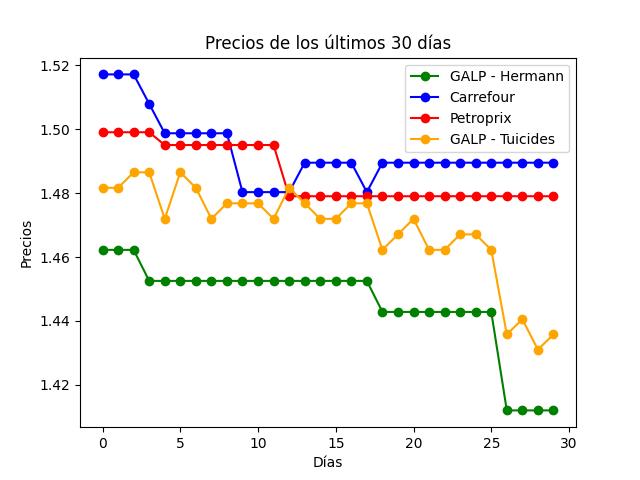 Precios de los últimos 30 días
GALP - Hermann
Carrefour
Petroprix
GALP - Tuicides
Precios
1.52
1.50
1.48
1.46
1.44
1.42
0 5 10 15 20 25 30
Días